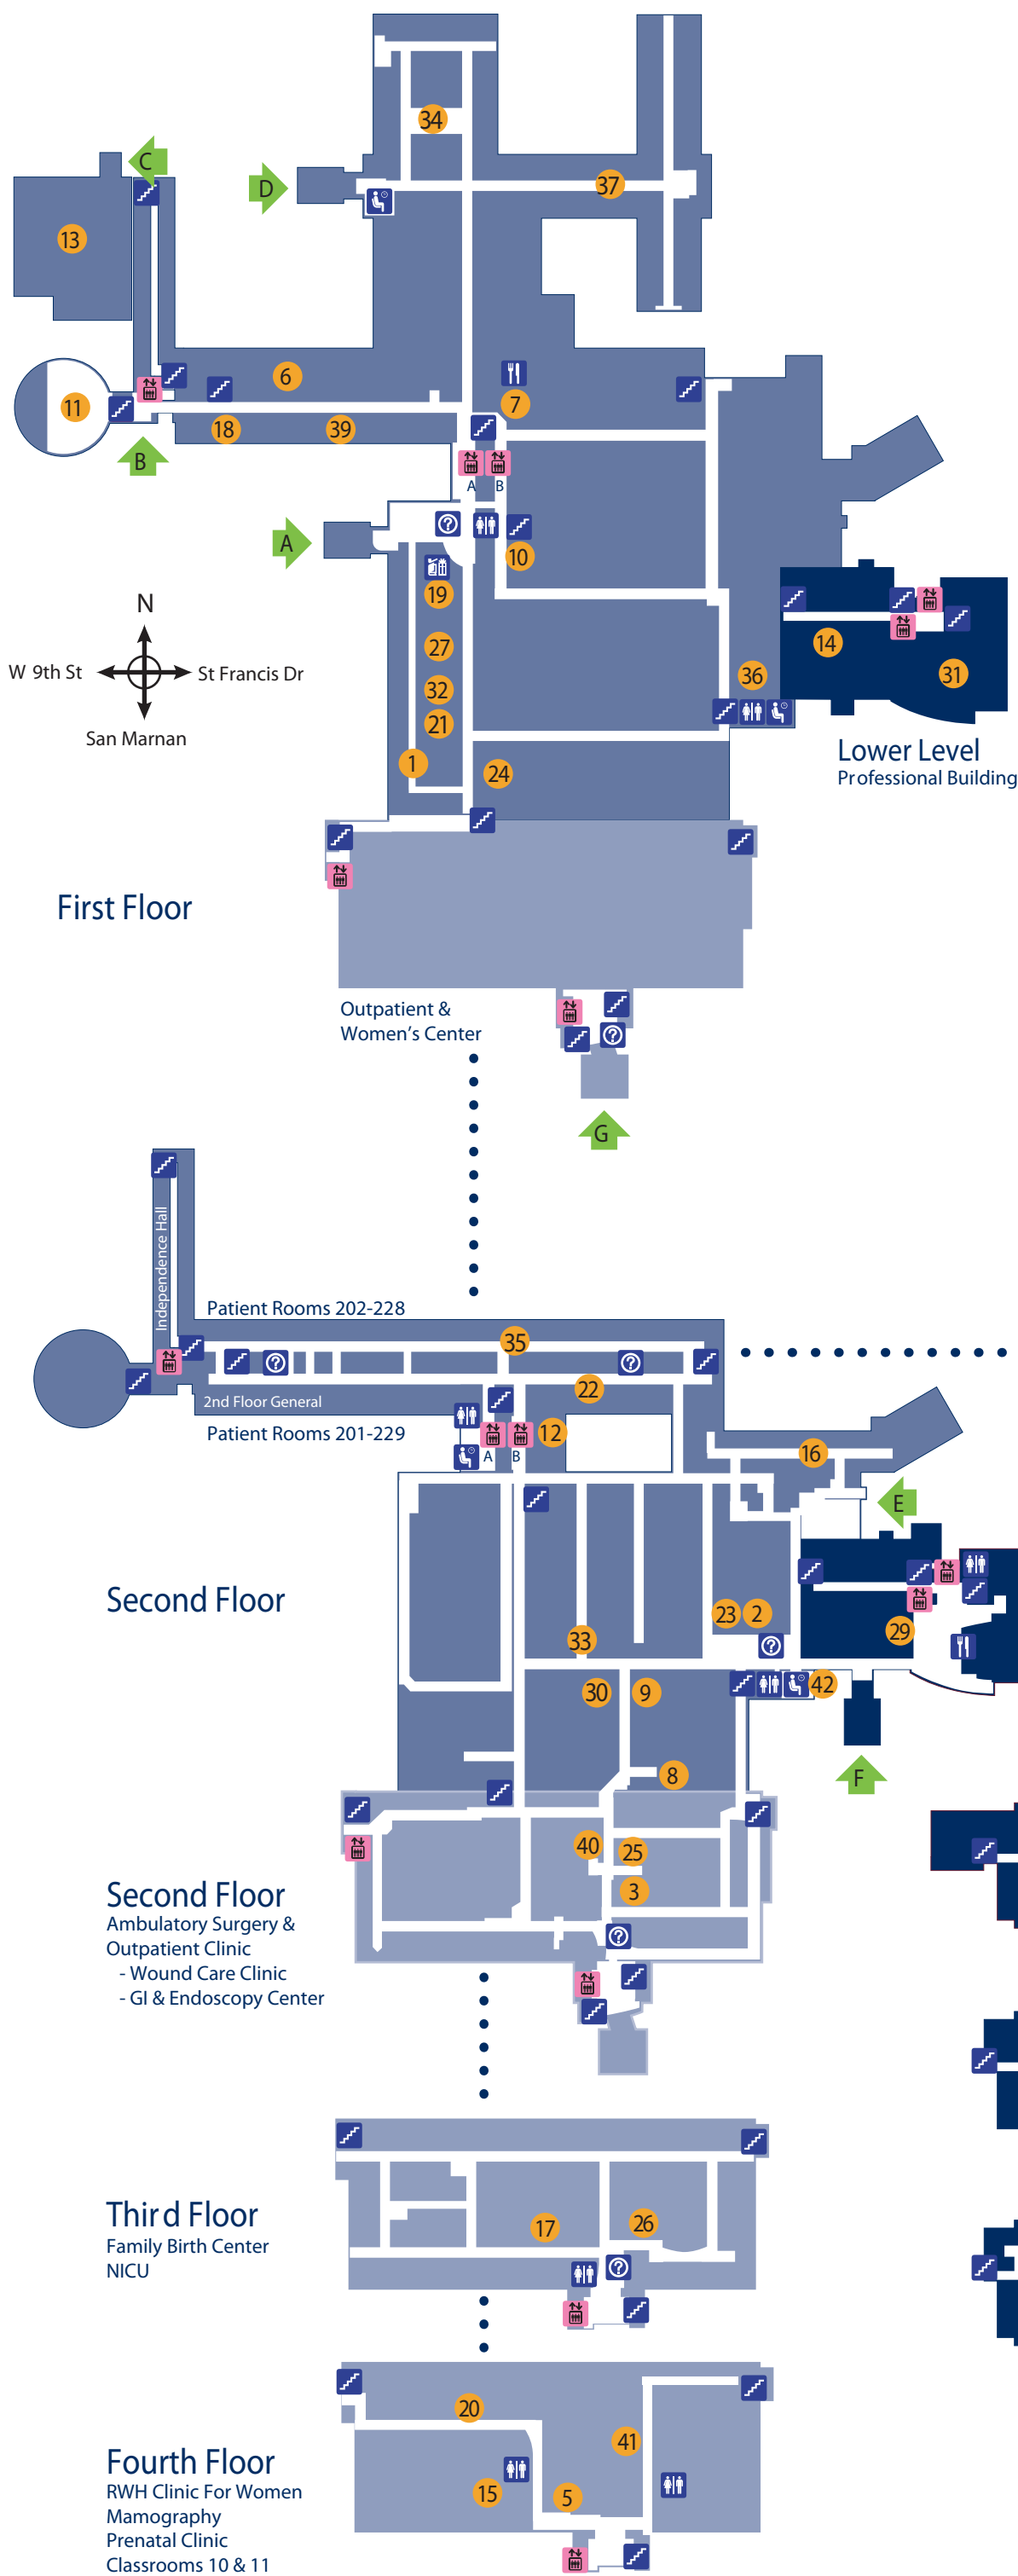 34
C
D
37
13
6
11
7
18
39
B
A
B
A
10
19
N
27
14
W 9th St
St Francis Dr
36
31
32
21
San Marnan
Lower Level
1
24
Professional Building
First Floor
Outpatient &
Women's Center
G
Independence Hall
Patient Rooms 202-228
35
22
2nd Floor General
Patient Rooms 201-229
12
A
B
16
E
Second Floor
23
2
29
33
30
9
42
8
F
40
25
Second Floor
3
Ambulatory Surgery &
Outpatient Clinic
- Wound Care Clinic
- GI & Endoscopy Center
Third Floor
17
26
Family Birth Center
NICU
20
41
Fourth Floor
RWH Clinic For Women
15
5
Mamography
Prenatal Clinic
Classrooms 10 & 11